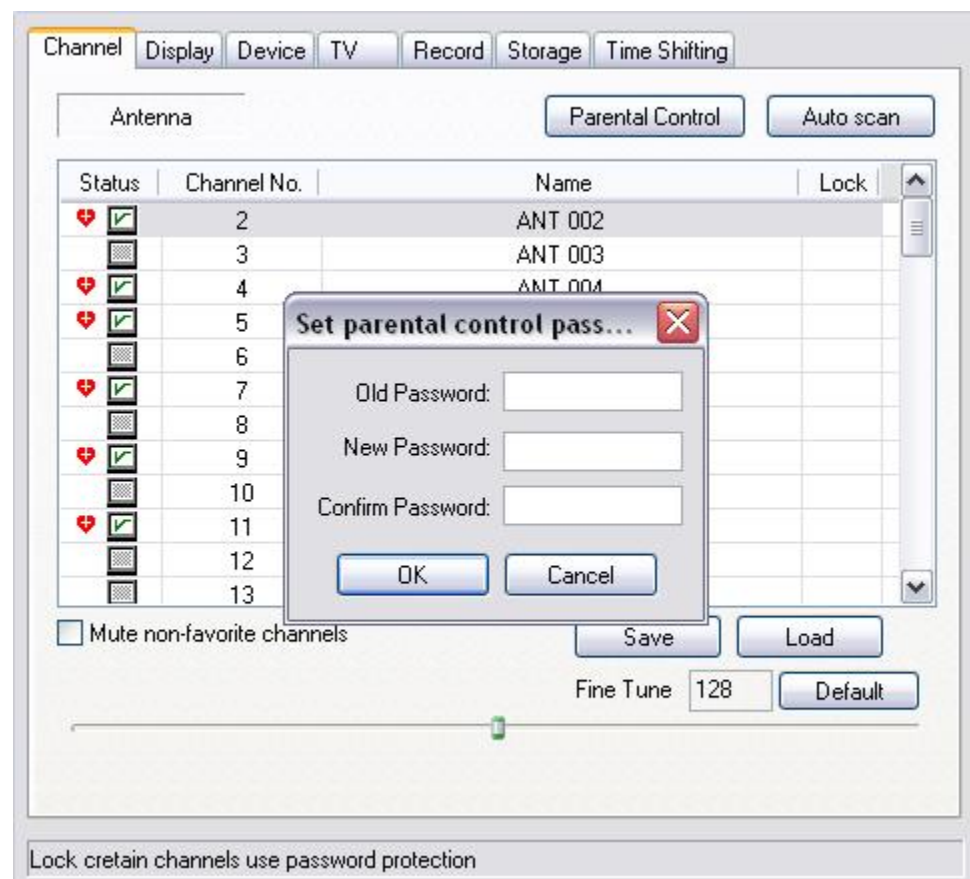 Channel Display Device TV Record Storage Time Shifting
Antenna Parental Control Auto scan
Status Channel No. Name Lock
2 ANT 002
3 ANT 003
4 ANT 004
5
6
7
8
9
10
11
12
13
Set parental control pass...
Old Password:
New Password:
Confirm Password:
OK Cancel
Mute non-favorite channels Save Load
Fine Tune 128 Default
Lock cretain channels use password protection